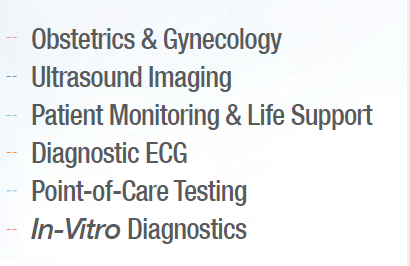 -- Obstetrics & Gynecology
-- Ultrasound Imaging
-- Patient Monitoring & Life Support
-- Diagnostic ECG
-- Point-of-Care Testing
-- In-Vitro Diagnostics